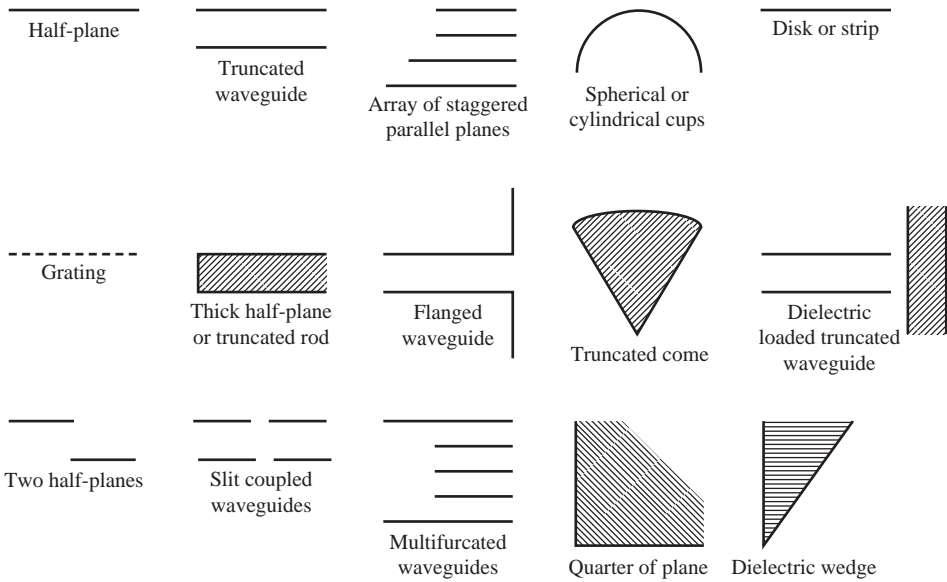 Half-plane
Truncated
waveguide
Array of staggered
parallel planes
Spherical or
cylindrical cups
Disk or strip
Grating
Thick half-plane
or truncated rod
Flanged
waveguide
Truncated come
Dielectric
loaded truncated
waveguide
Two half-planes
Slit coupled
waveguides
Multifurcated
waveguides
Quarter of plane
Dielectric wedge